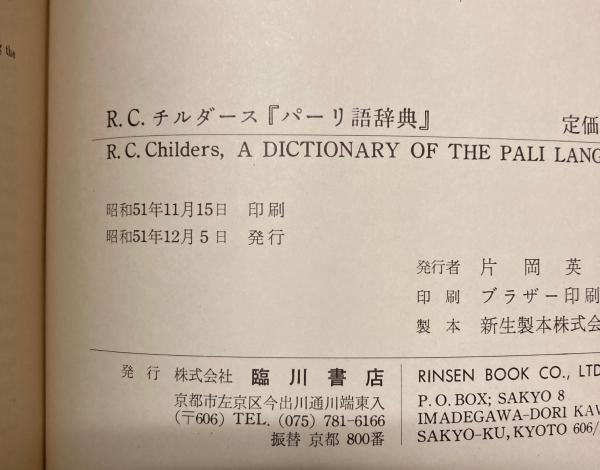 the
R.C.チルダース『パーリ語辞典』 定価
R.C. Childers, A DICTIONARY OF THE PALI LANG
昭和51年11月15日 印刷
昭和51年12月5日 発行
発行者 片岡英
印刷 ブラザー印刷
製本 新生製本株式会
発行 株式会社 臨川書店
京都市左京区今出川通川端東入
(〒606) TEL. (075) 781-6166
振替 京都 800番
RINSEN BOOK CO., LTD
P.O. BOX; SAKYO 8
IMADEGAWA-DORI KAW
SAKYO-KU, KYOTO 606/